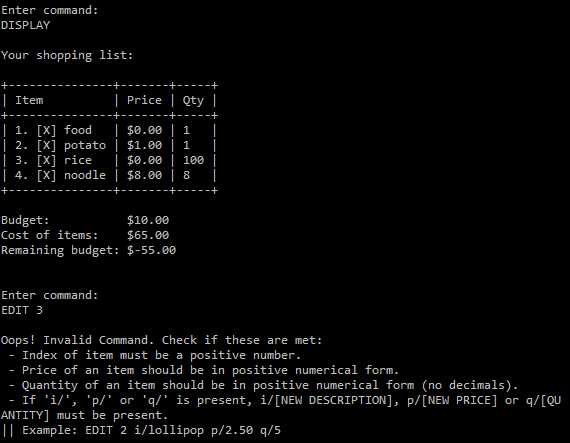 Enter command:
DISPLAY
Your shopping list:
+---------------+-------+-----+
| Item          | Price | Qty |
+---------------+-------+-----+
| 1. [X] food   | $0.00 | 1   |
| 2. [X] potato | $1.00 | 1   |
| 3. [X] rice   | $0.00 | 100 |
| 4. [X] noodle | $8.00 | 8   |
+---------------+-------+-----+
Budget:           $10.00
Cost of items:    $65.00
Remaining budget: $-55.00
Enter command:
EDIT 3
Oops! Invalid Command. Check if these are met:
 - Index of item must be a positive number.
 - Price of an item should be in positive numerical form.
 - Quantity of an item should be in positive numerical form (no decimals).
 - If 'i/', 'p/' or 'q/' is present, i/[NEW DESCRIPTION], p/[NEW PRICE] or q/[QU
ANTITY] must be present.
|| Example: EDIT 2 i/lollipop p/2.50 q/5